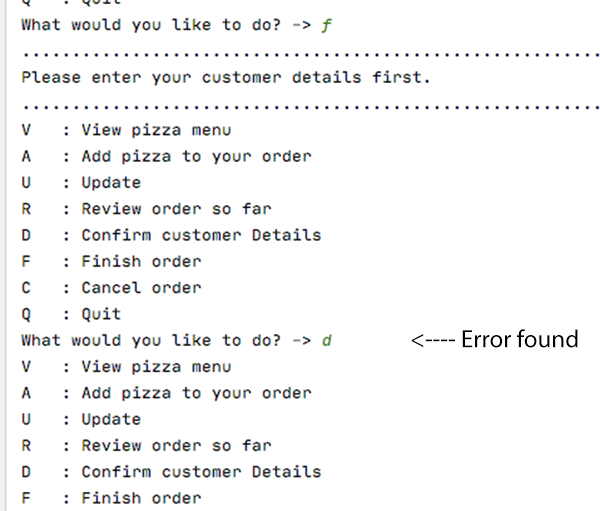 Q : Quit
What would you like to do? -> f
..........................................................
Please enter your customer details first.
..........................................................
V : View pizza menu
A : Add pizza to your order
U : Update
R : Review order so far
D : Confirm customer Details
F : Finish order
C : Cancel order
Q : Quit
What would you like to do? -> d <---- Error found
V : View pizza menu
A : Add pizza to your order
U : Update
R : Review order so far
D : Confirm customer Details
F : Finish order